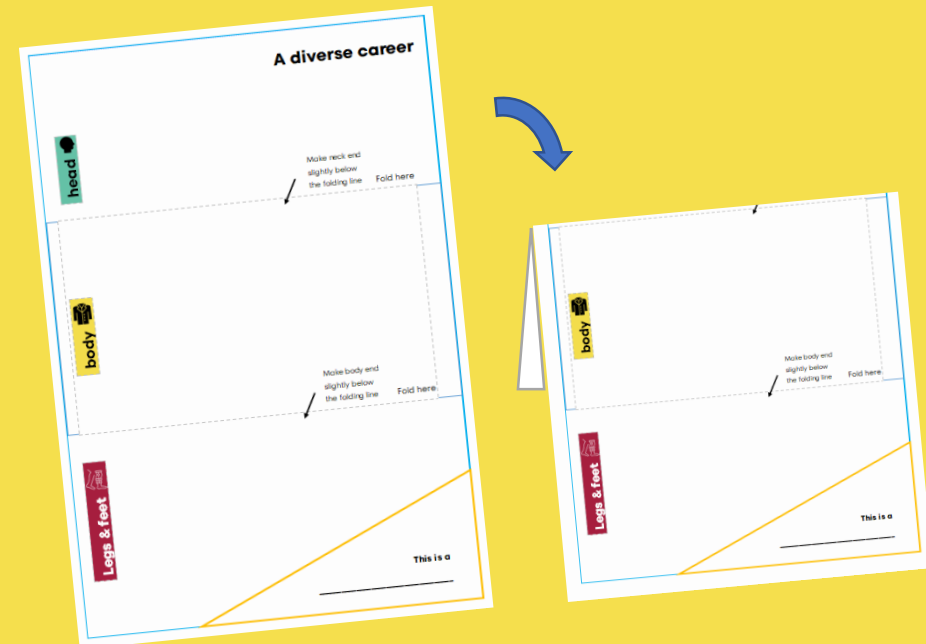 A diverse career
head
Make neck end
slightly below
the folding line
Fold here
body
Make body end
slightly below
the folding line
Fold here
Legs & feet
This is a
body
Make body end
slightly below
the folding line
Fold here
Legs & feet
This is a